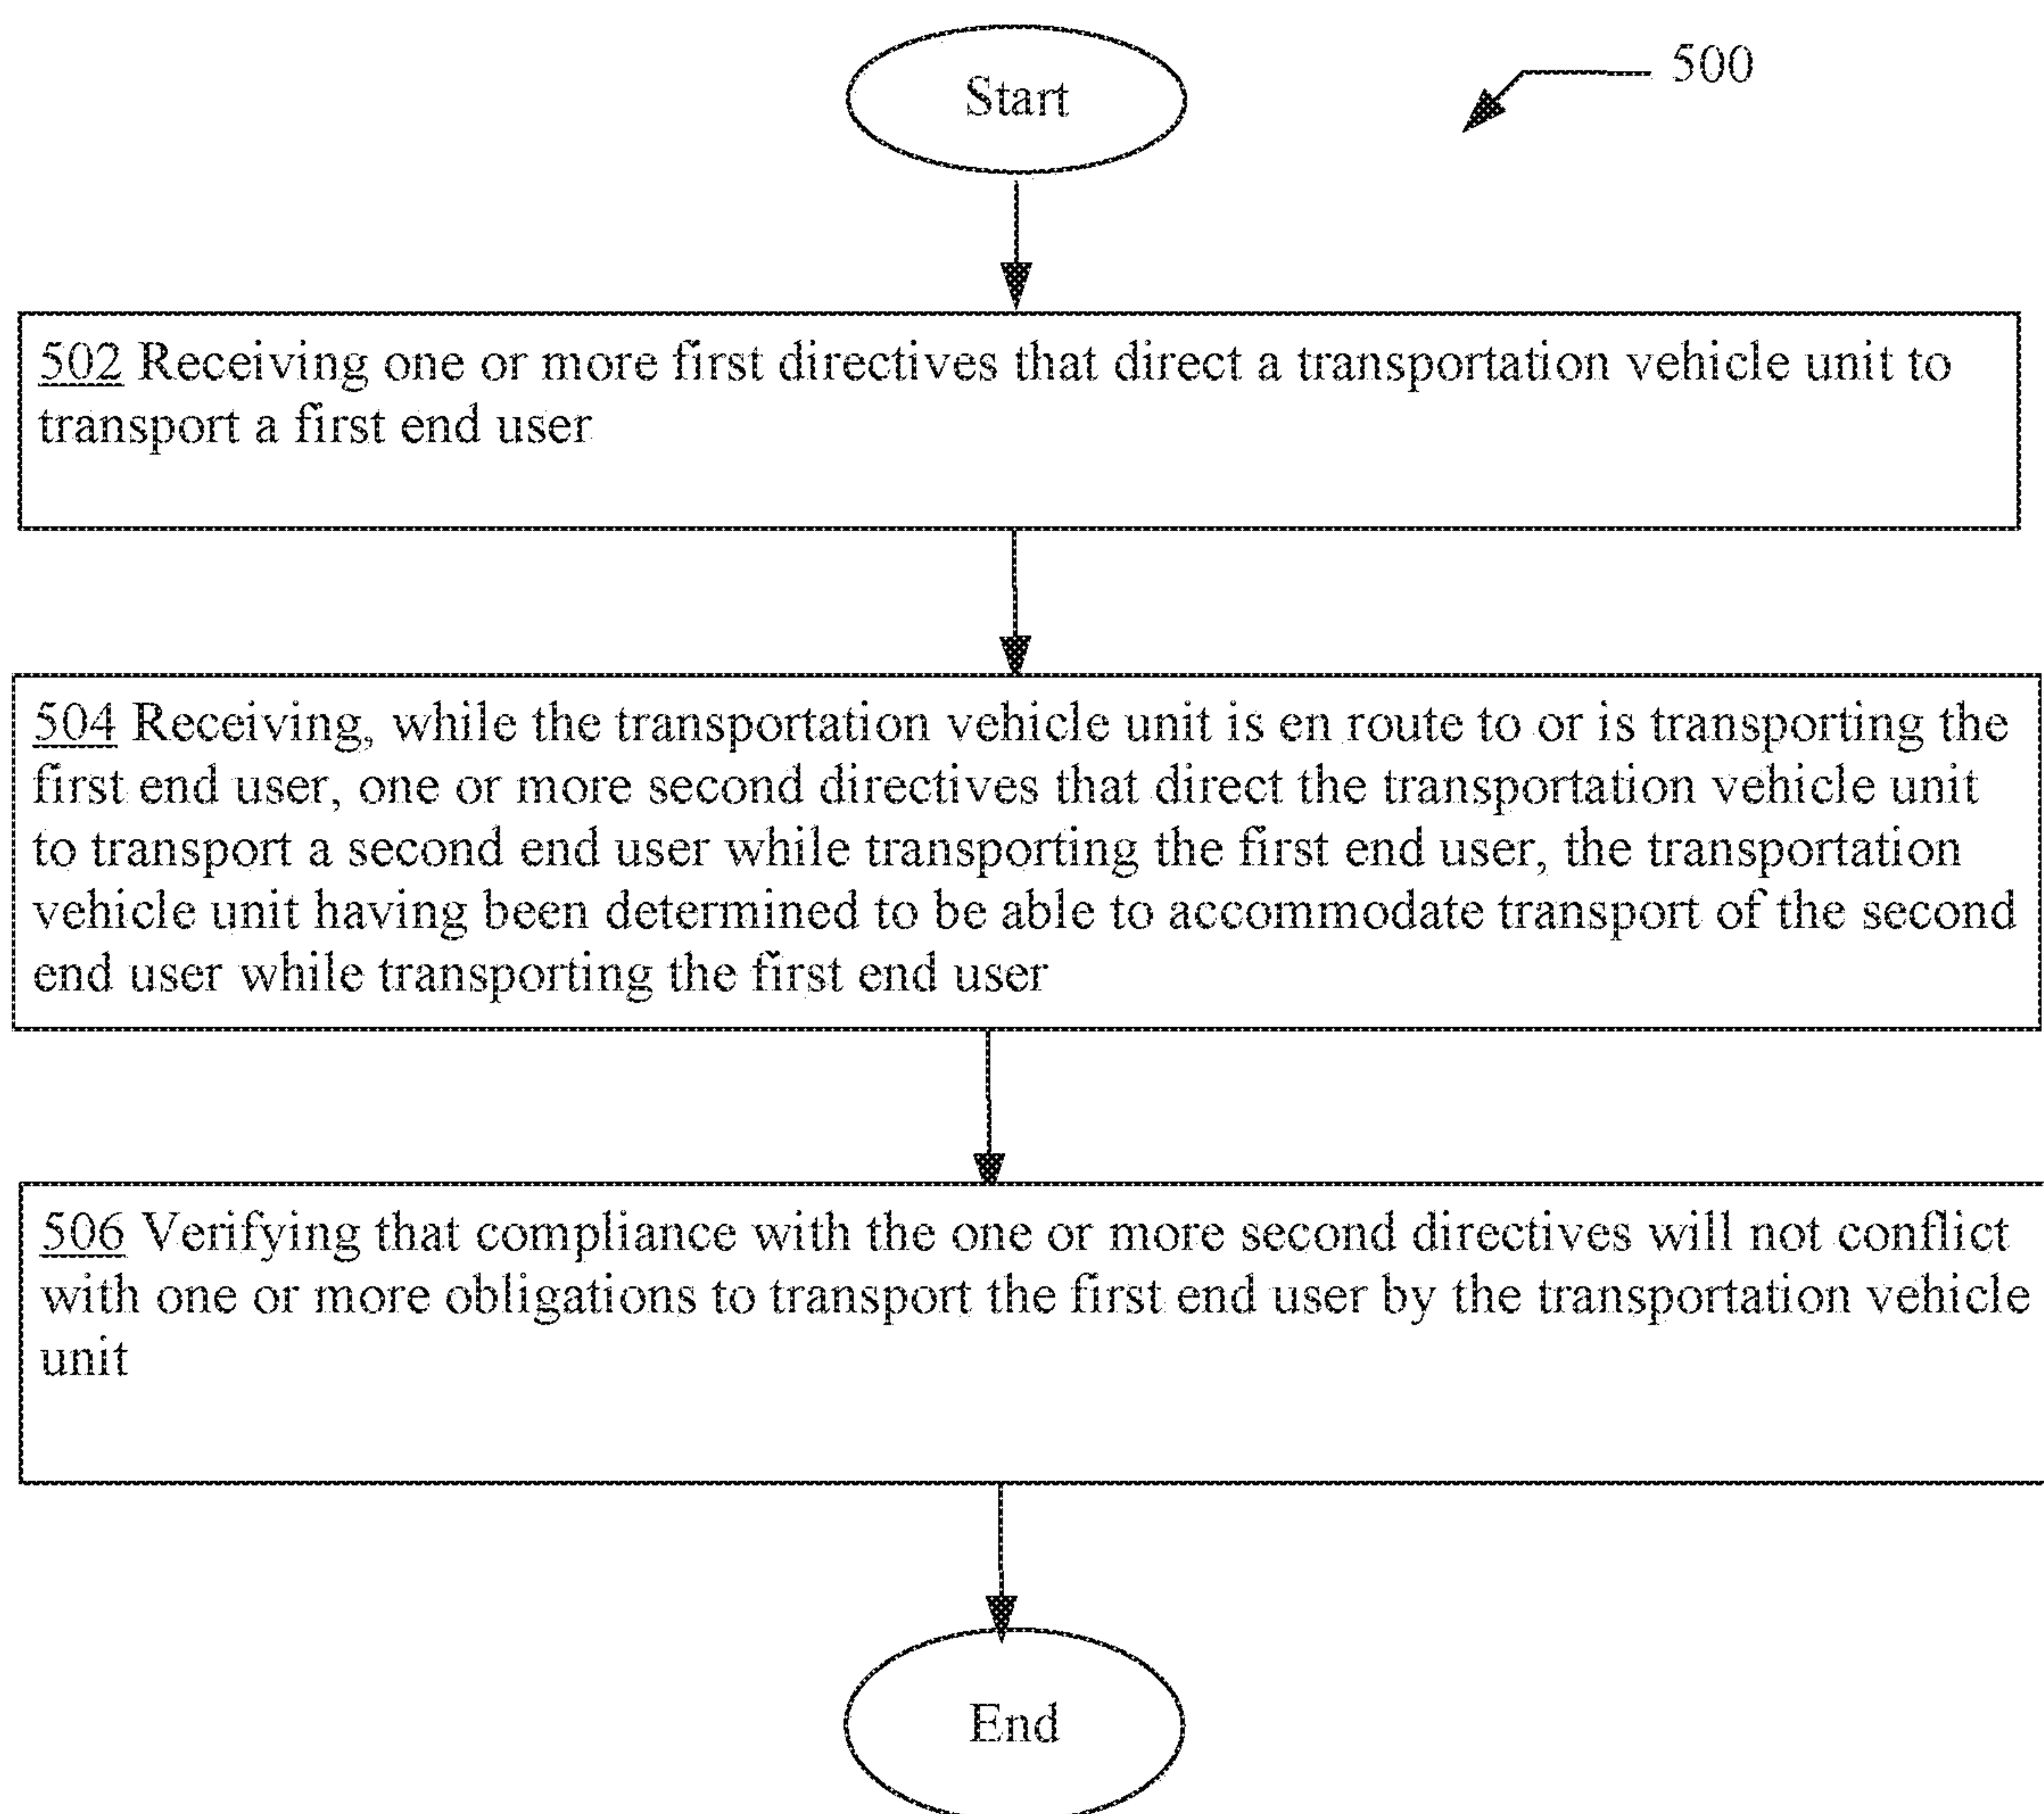 Start
500
502 Receiving one or more first directives that direct a transportation vehicle unit to
transport a first end user
504 Receiving, while the transportation vehicle unit is en route to or is transporting the
first end user, one or more second directives that direct the transportation vehicle unit
to transport a second end user while transporting the first end user, the transportation
vehicle unit having been determined to be able to accommodate transport of the second
end user while transporting the first end user
506 Verifying that compliance with the one or more second directives will not conflict
with one or more obligations to transport the first end user by the transportation vehicle
unit
End